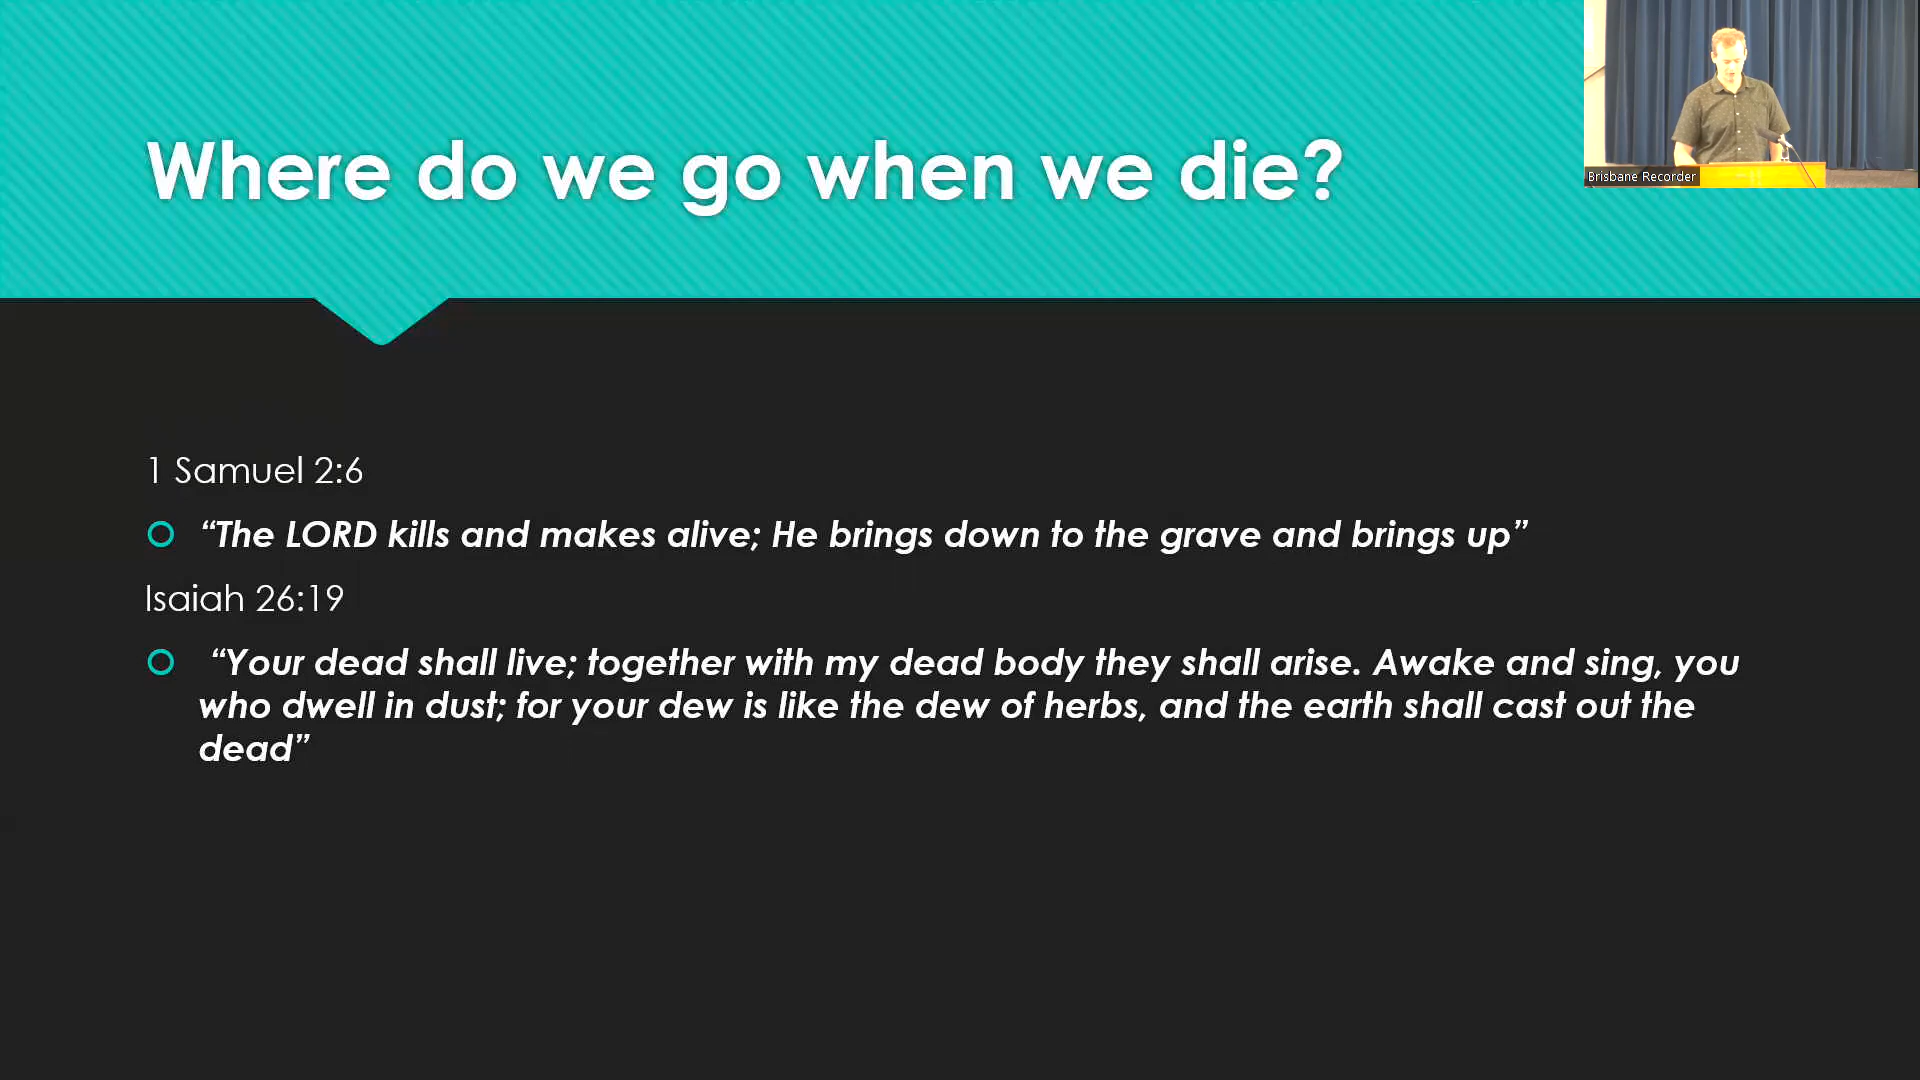 Where do we go when we die?
Brisbane Recorder
1 Samuel 2:6
“The LORD kills and makes alive; He brings down to the grave and brings up”
Isaiah 26:19
“Your dead shall live; together with my dead body they shall arise. Awake and sing, you
who dwell in dust; for your dew is like the dew of herbs, and the earth shall cast out the
dead”